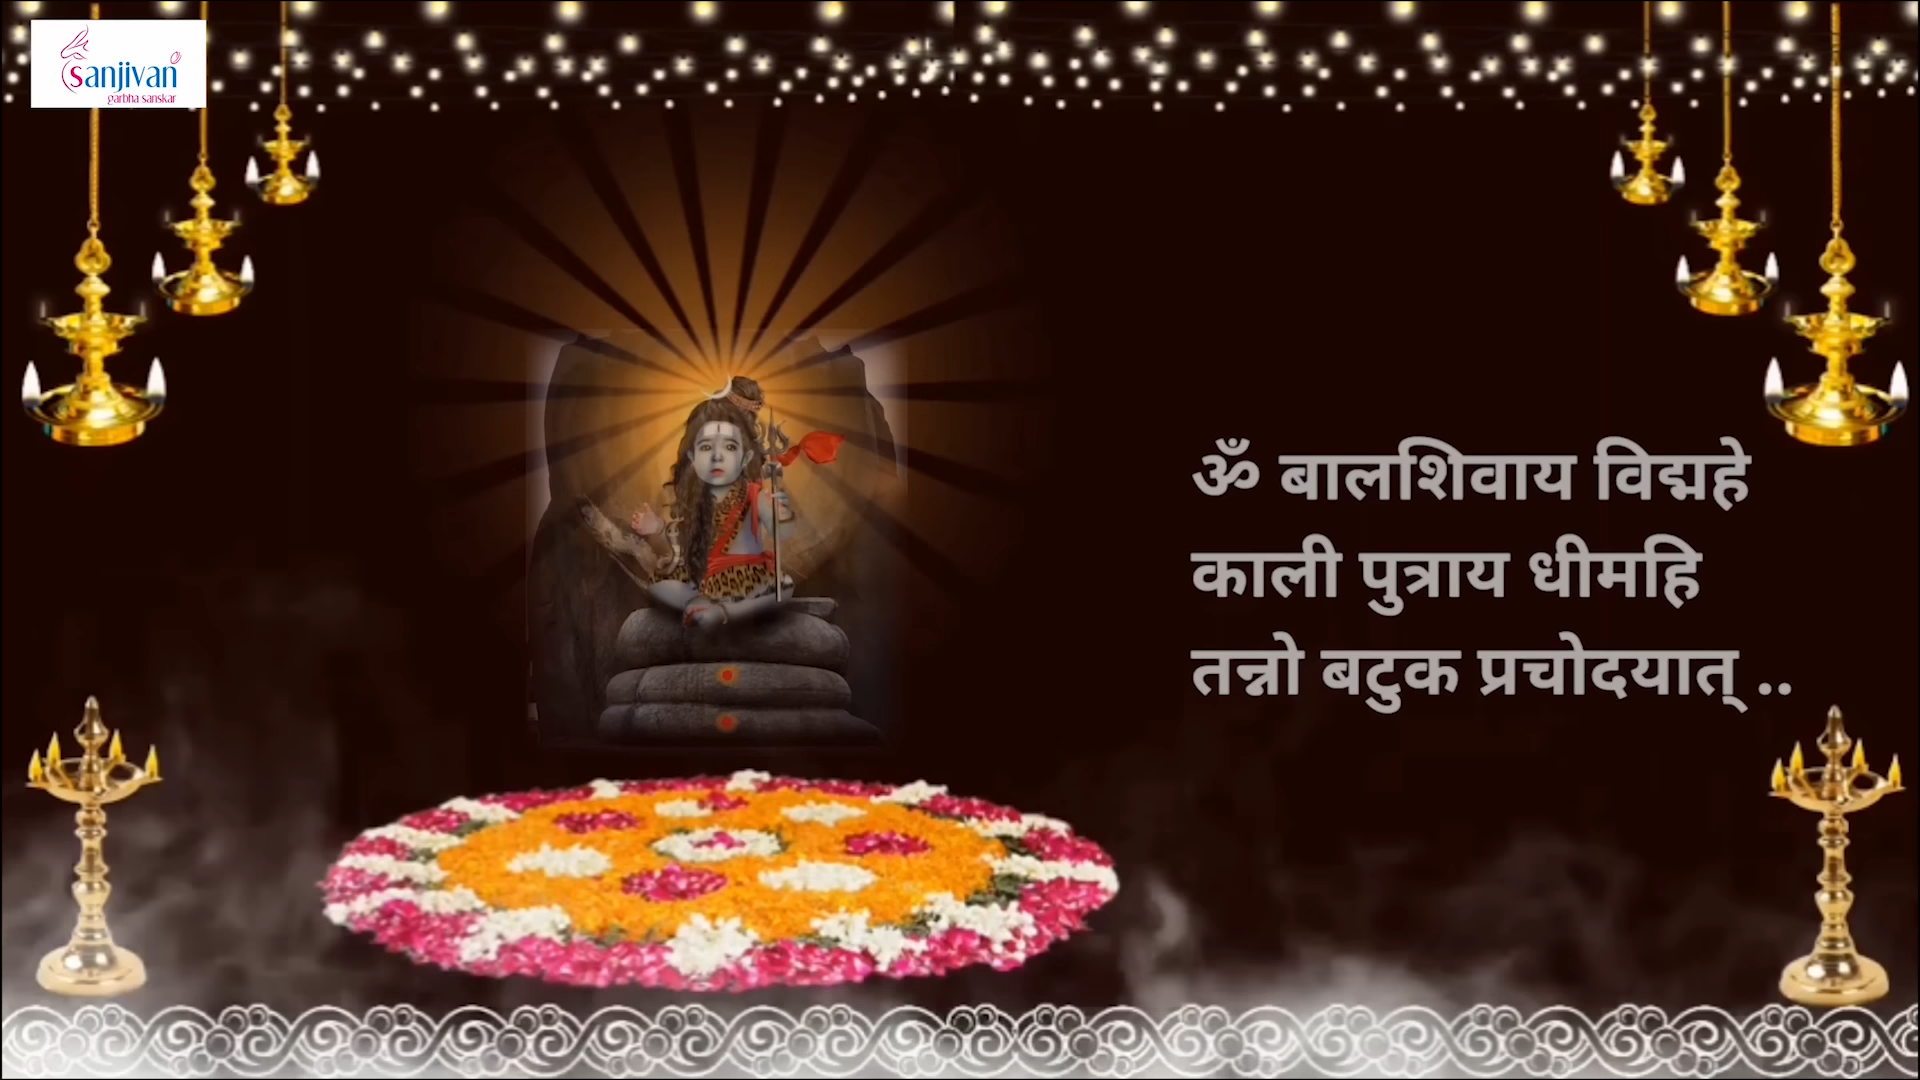 sanjivan
garbha sanskar
ॐ बालशिवाय विद्महे
काली पुत्राय धीमहि
तन्नो बटुक प्रचोदयात् ..